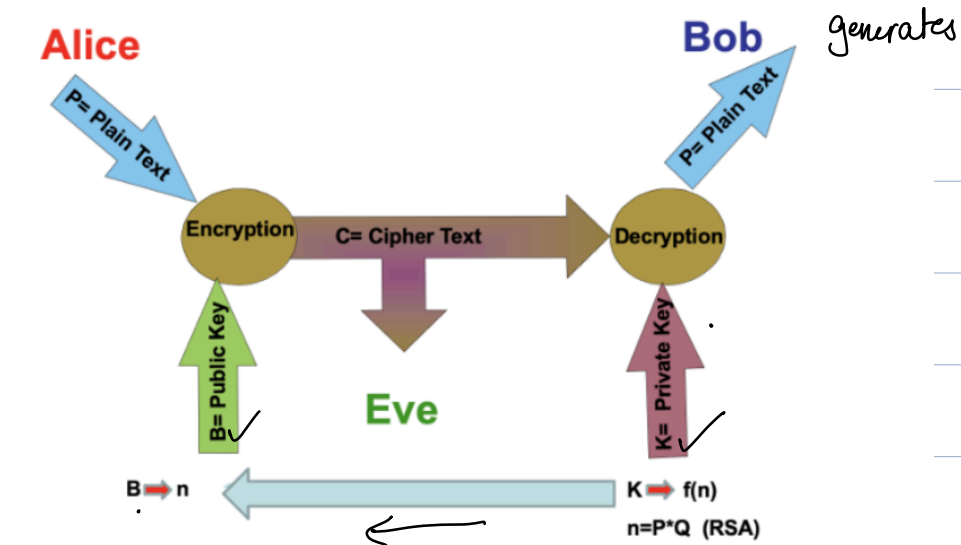 Alice
Bob
generates
P= Plain Text
P= Plain Text
Encryption
C= Cipher Text
Decryption
B= Public Key
K= Private Key
Eve
B n
K f(n)
n=P*Q (RSA)